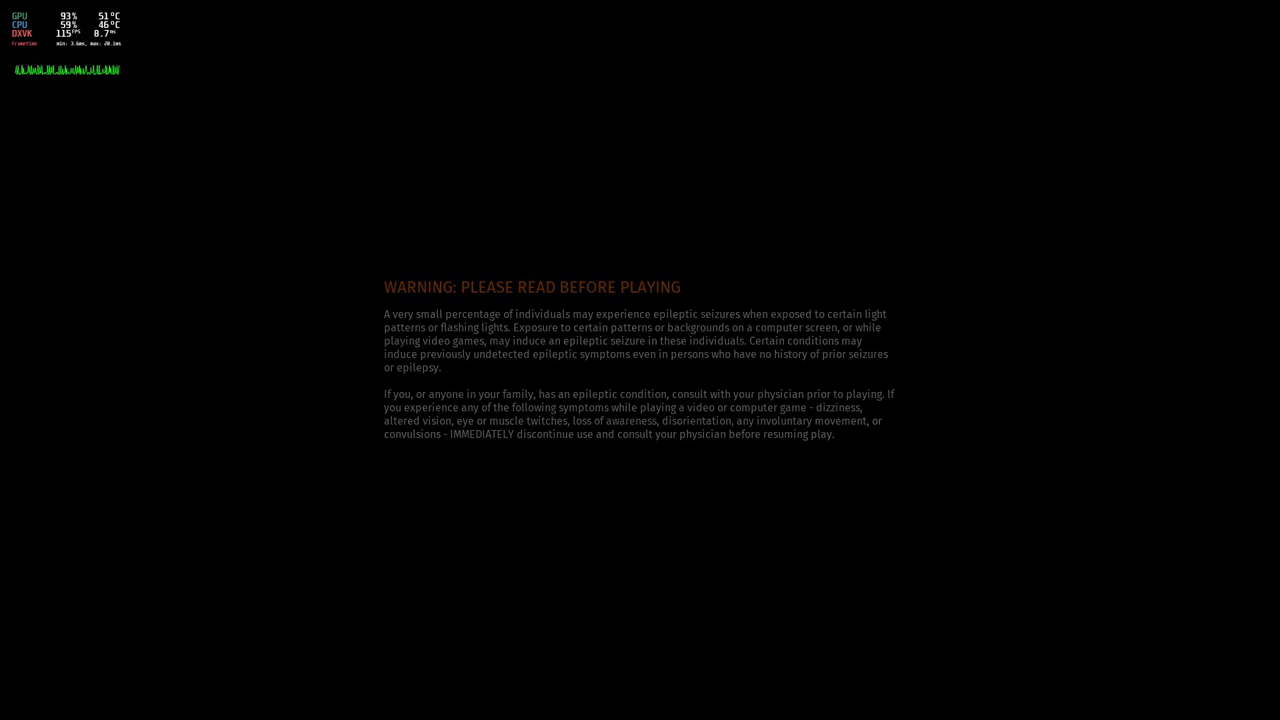 GPU 93% 51°C
CPU 59% 46°C
DXVK 115FPS 8.7ms
Frametime min: 3.6ms, max: 20.1ms
WARNING: PLEASE READ BEFORE PLAYING
A very small percentage of individuals may experience epileptic seizures when exposed to certain light
patterns or flashing lights. Exposure to certain patterns or backgrounds on a computer screen, or while
playing video games, may induce an epileptic seizure in these individuals. Certain conditions may
induce previously undetected epileptic symptoms even in persons who have no history of prior seizures
or epilepsy.
If you, or anyone in your family, has an epileptic condition, consult with your physician prior to playing. If
you experience any of the following symptoms while playing a video or computer game - dizziness,
altered vision, eye or muscle twitches, loss of awareness, disorientation, any involuntary movement, or
convulsions - IMMEDIATELY discontinue use and consult your physician before resuming play.